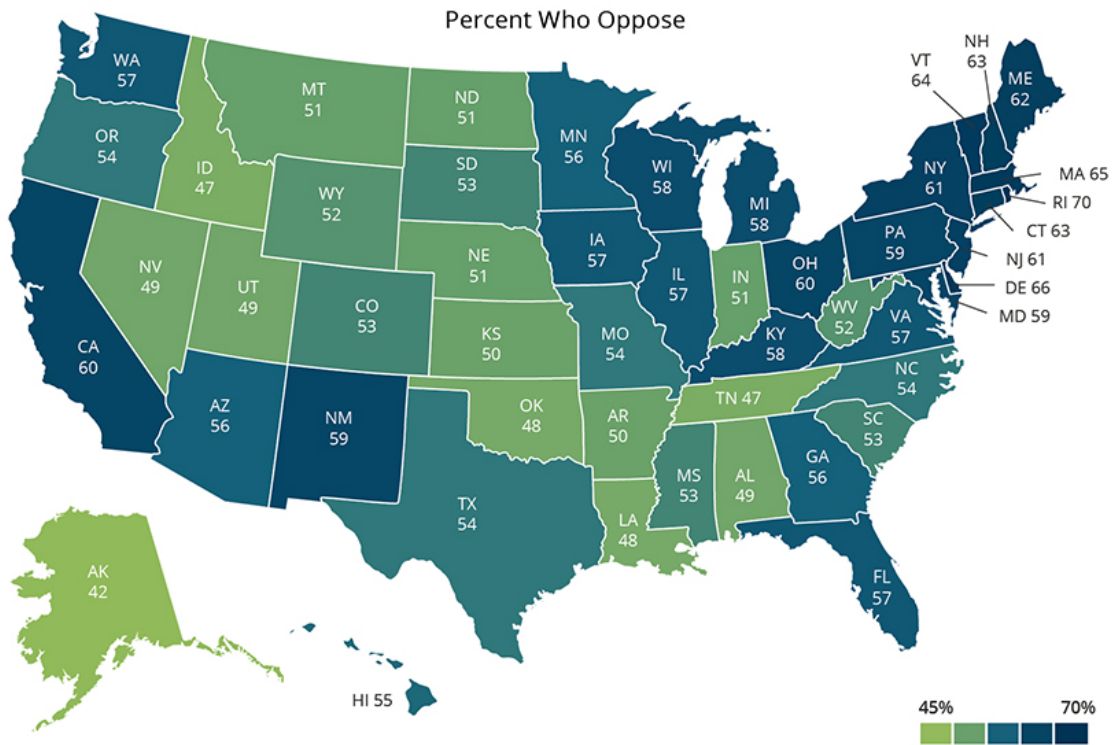 Percent Who Oppose
WA
57
OR
54
CA
60
ID
47
NV
49
MT
51
WY
52
UT
49
CO
53
AZ
56
NM
59
ND
51
SD
53
NE
51
KS
50
OK
48
TX
54
MN
56
IA
57
MO
54
AR
50
LA
48
WI
58
IL
57
MI
58
IN
51
OH
60
KY
58
TN 47
MS
53
AL
49
GA
56
FL
57
SC
53
NC
54
VA
57
WV
52
PA
59
NY
61
VT
64
NH
63
ME
62
MA 65
RI 70
CT 63
NJ 61
DE 66
MD 59
AK
42
HI 55
45% 70%